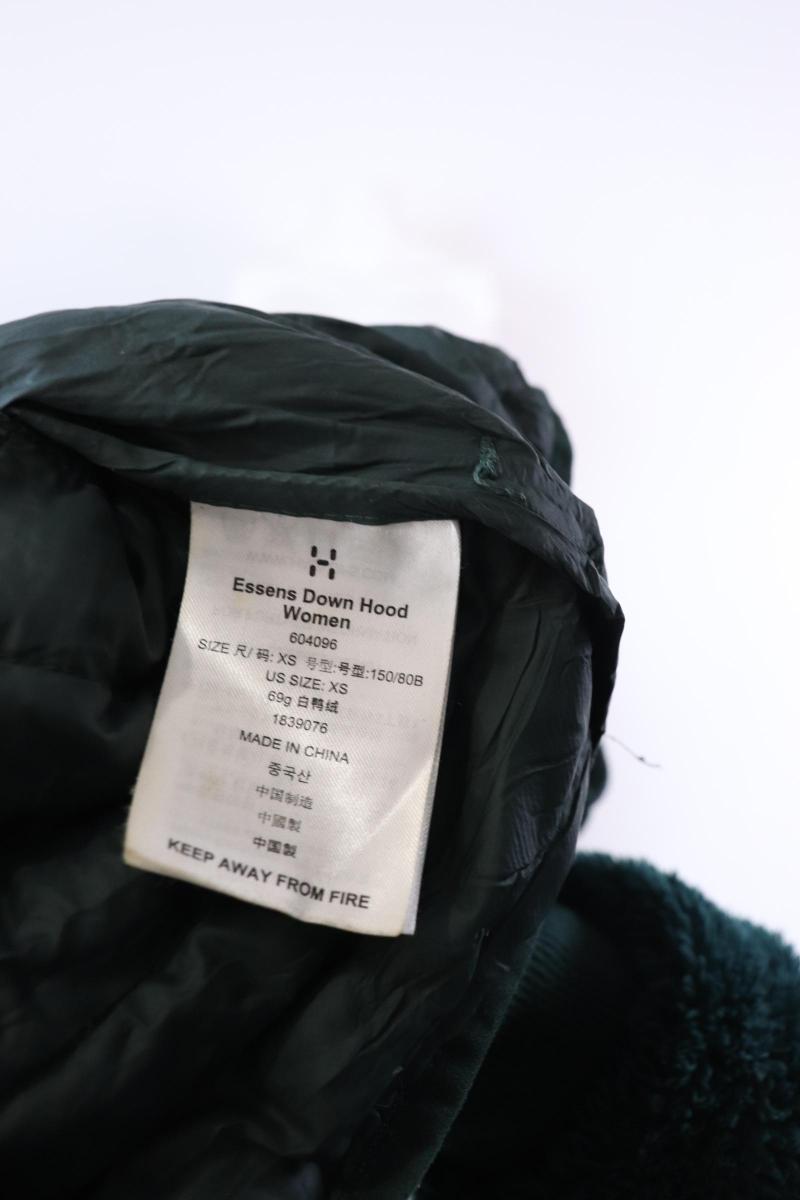 Essens Down Hood
Women
604096
SIZE 尺/ 码: XS 号型:号型:150/80B
US SIZE: XS
69g 白鸭绒
1839076
MADE IN CHINA
중국산
中国制造
中國製
中国製
KEEP AWAY FROM FIRE